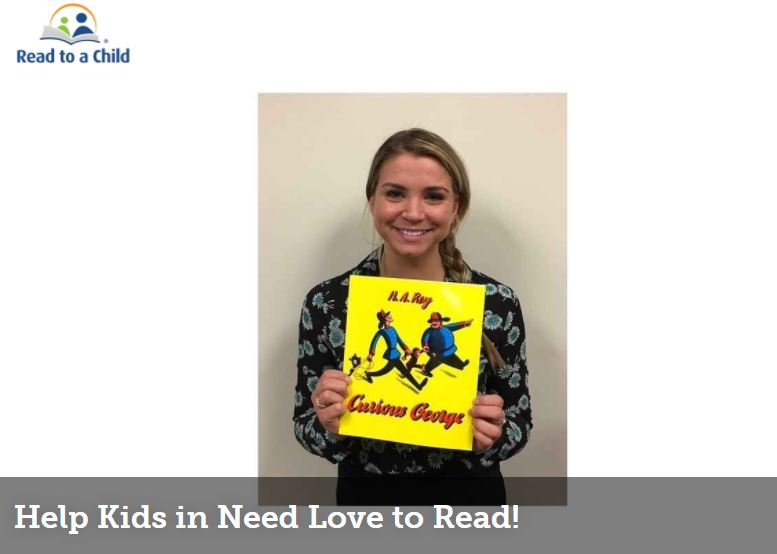 Read to a Child
H. A. Rey
Curious George
Help Kids in Need Love to Read!